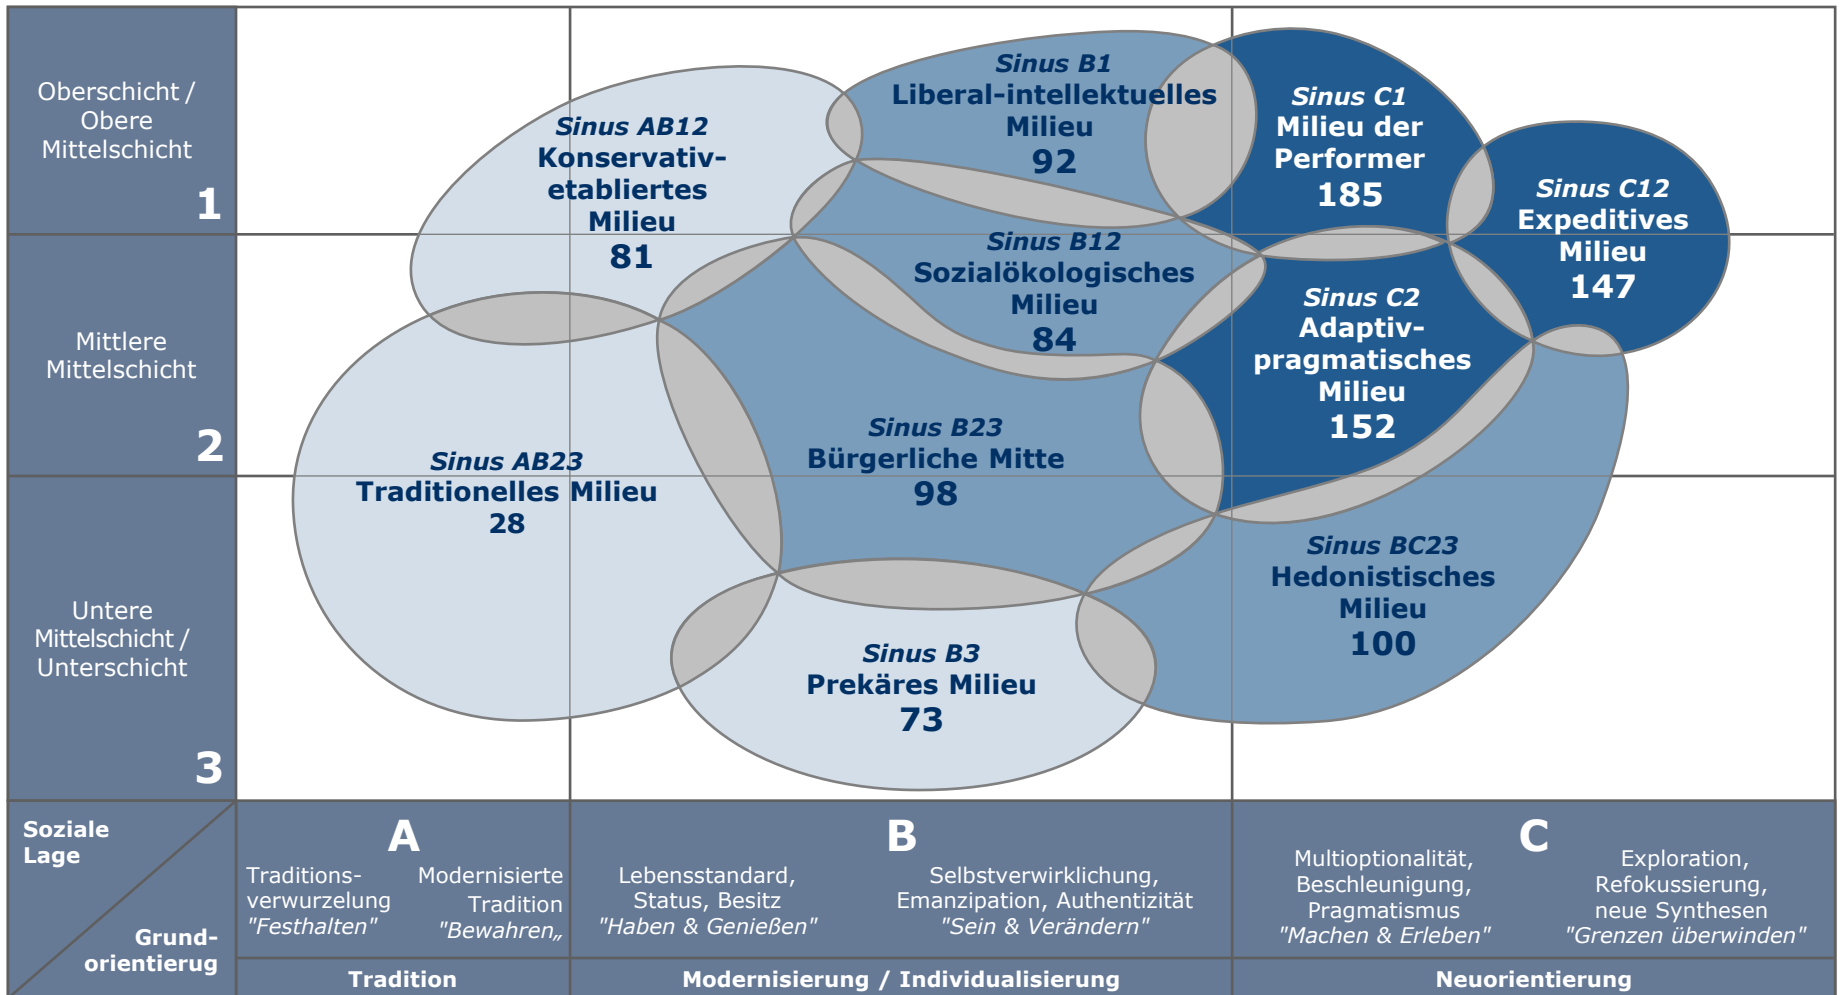 Oberschicht /
Obere
Mittelschicht
1
Mittlere
Mittelschicht
2
Untere
Mittelschicht /
Unterschicht
3
Sinus AB12
Konservativ-
etabliertes
Milieu
81
Sinus B1
Liberal-intellektuelles
Milieu
92
Sinus C1
Milieu der
Performer
185
Sinus C12
Expeditives
Milieu
147
Sinus B12
Sozialökologisches
Milieu
84
Sinus C2
Adaptiv-
pragmatisches
Milieu
152
Sinus AB23
Traditionelles Milieu
28
Sinus B23
Bürgerliche Mitte
98
Sinus BC23
Hedonistisches
Milieu
100
Sinus B3
Prekäres Milieu
73
Soziale
Lage
Grund-
orientierug
A
Traditions-
verwurzelung
"Festhalten"
Modernisierte
Tradition
"Bewahren„
B
Lebensstandard,
Status, Besitz
"Haben & Genießen"
Selbstverwirklichung,
Emanzipation, Authentizität
"Sein & Verändern"
C
Multioptionalität,
Beschleunigung,
Pragmatismus
"Machen & Erleben"
Exploration,
Refokussierung,
neue Synthesen
"Grenzen überwinden"
Tradition
Modernisierung / Individualisierung
Neuorientierung